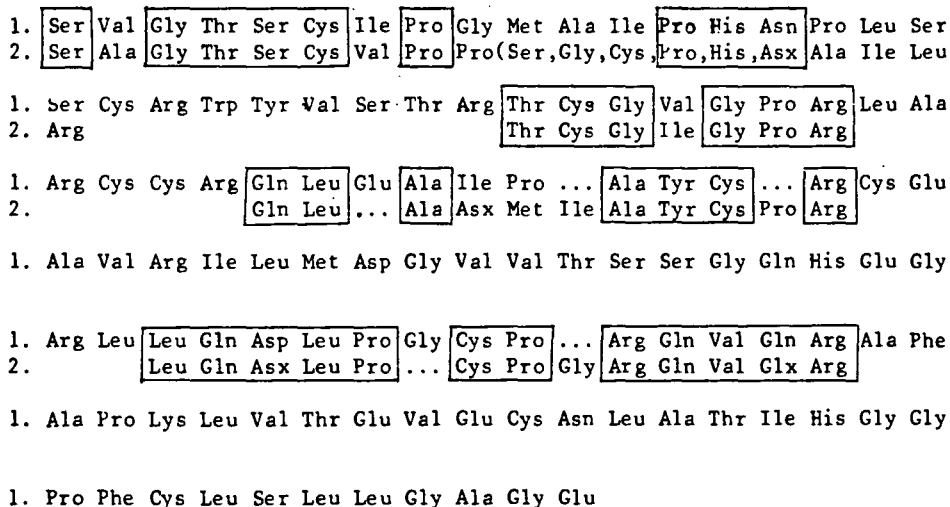 1. Ser Val Gly Thr Ser Cys Ile Pro Gly Met Ala Ile Pro His Asn Pro Leu Ser
2. Ser Ala Gly Thr Ser Cys Val Pro Pro(Ser,Gly,Cys,Pro,His,Asx Ala Ile Leu
1. Ser Cys Arg Trp Tyr Val Ser Thr Arg Thr Cys Gly Val Gly Pro Arg Leu Ala
2. Arg Thr Cys Gly Ile Gly Pro Arg
1. Arg Cys Cys Arg Gln Leu Glu Ala Ile Pro ... Ala Tyr Cys ... Arg Cys Glu
2. Gln Leu ... Ala Asx Met Ile Ala Tyr Cys Pro Arg
1. Ala Val Arg Ile Leu Met Asp Gly Val Val Thr Ser Ser Gly Gln His Glu Gly
1. Arg Leu Leu Gln Asp Leu Pro Gly Cys Pro ... Arg Gln Val Gln Arg Ala Phe
2. Leu Gln Asx Leu Pro ... Cys Pro Gly Arg Gln Val Glx Arg
1. Ala Pro Lys Leu Val Thr Glu Val Glu Cys Asn Leu Ala Thr Ile His Gly Gly
1. Pro Phe Cys Leu Ser Leu Leu Gly Ala Gly Glu